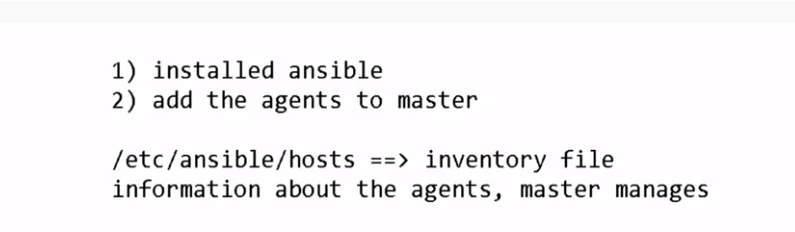 1) installed ansible
2) add the agents to master
/etc/ansible/hosts ==> inventory file
information about the agents, master manages